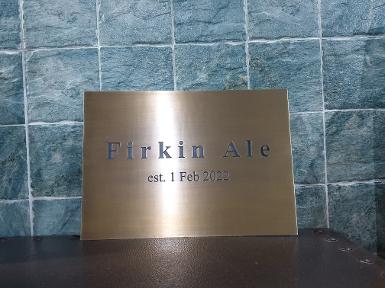 Firkin Ale
est. 1 Feb 2022